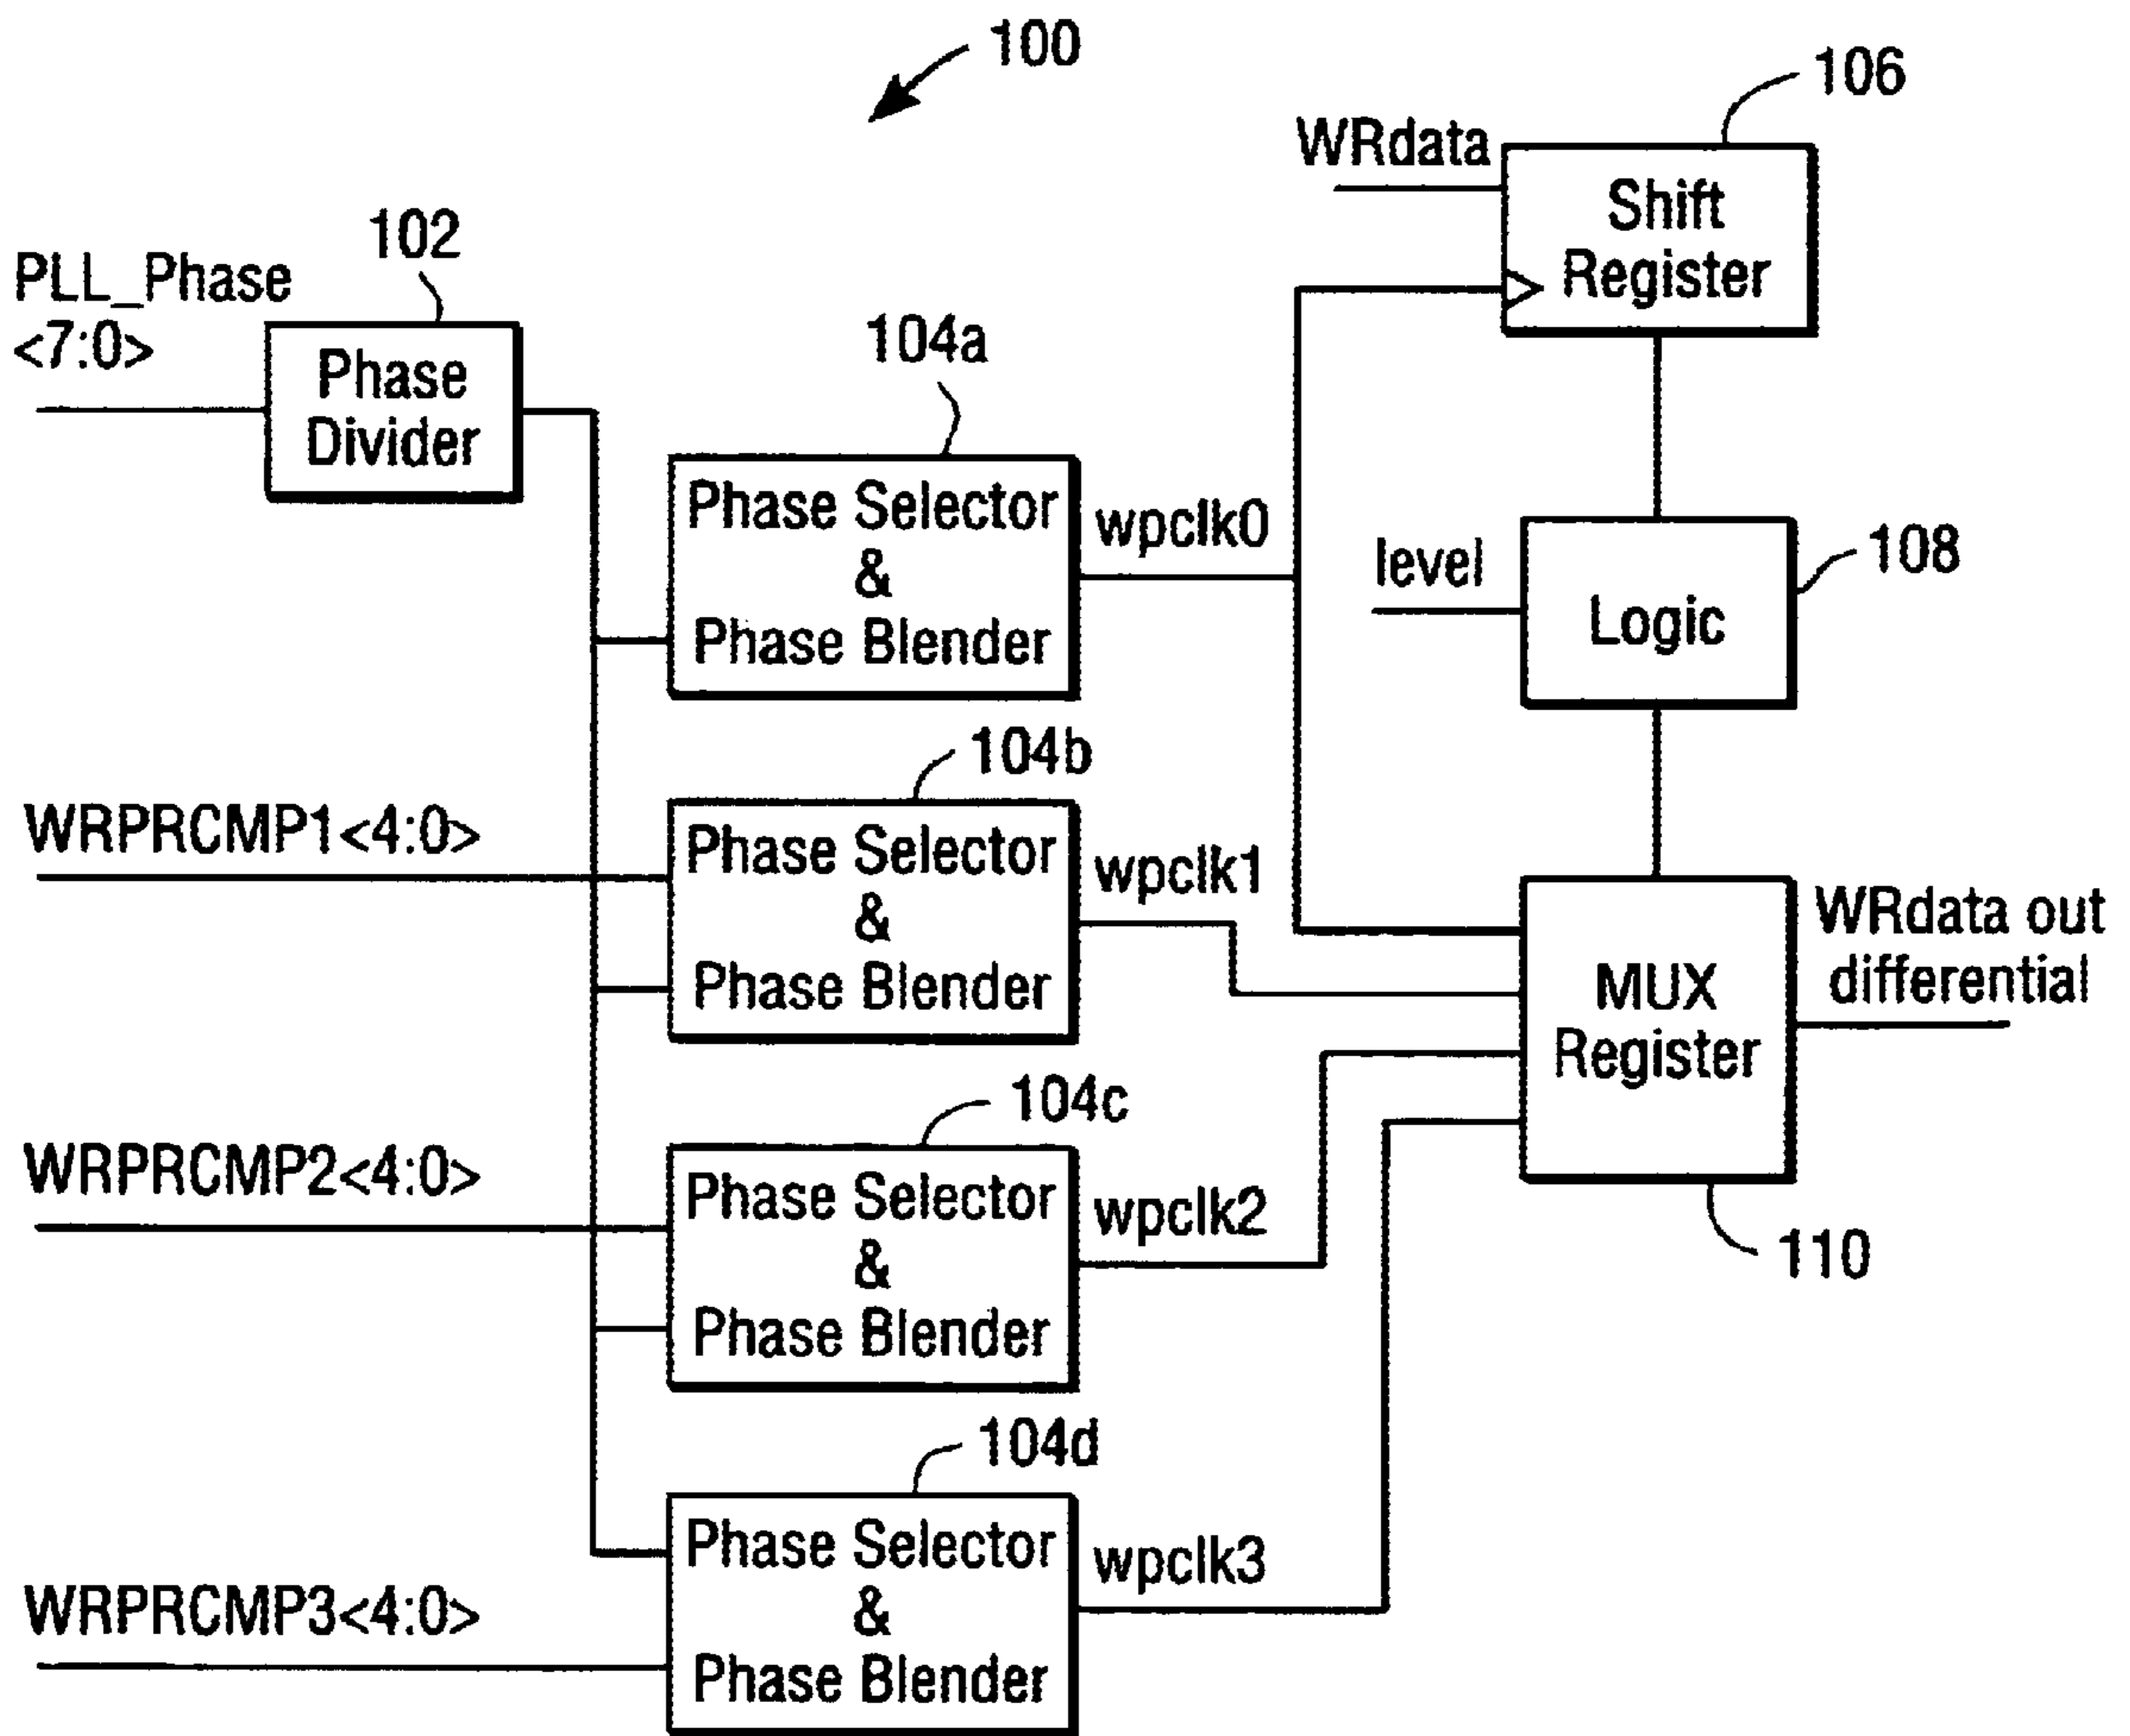 100
106
WRdata
Shift
Register
102
PLL_Phase
<7:0>
Phase
Divider
104a
Phase Selector
&
Phase Blender
wpclk0
level
108
Logic
104b
WRPRCMP1<4:0>
Phase Selector
&
Phase Blender
wpclk1
WRdata out
differential
MUX
Register
104c
WRPRCMP2<4:0>
Phase Selector
&
Phase Blender
wpclk2
110
104d
WRPRCMP3<4:0>
Phase Selector
&
Phase Blender
wpclk3